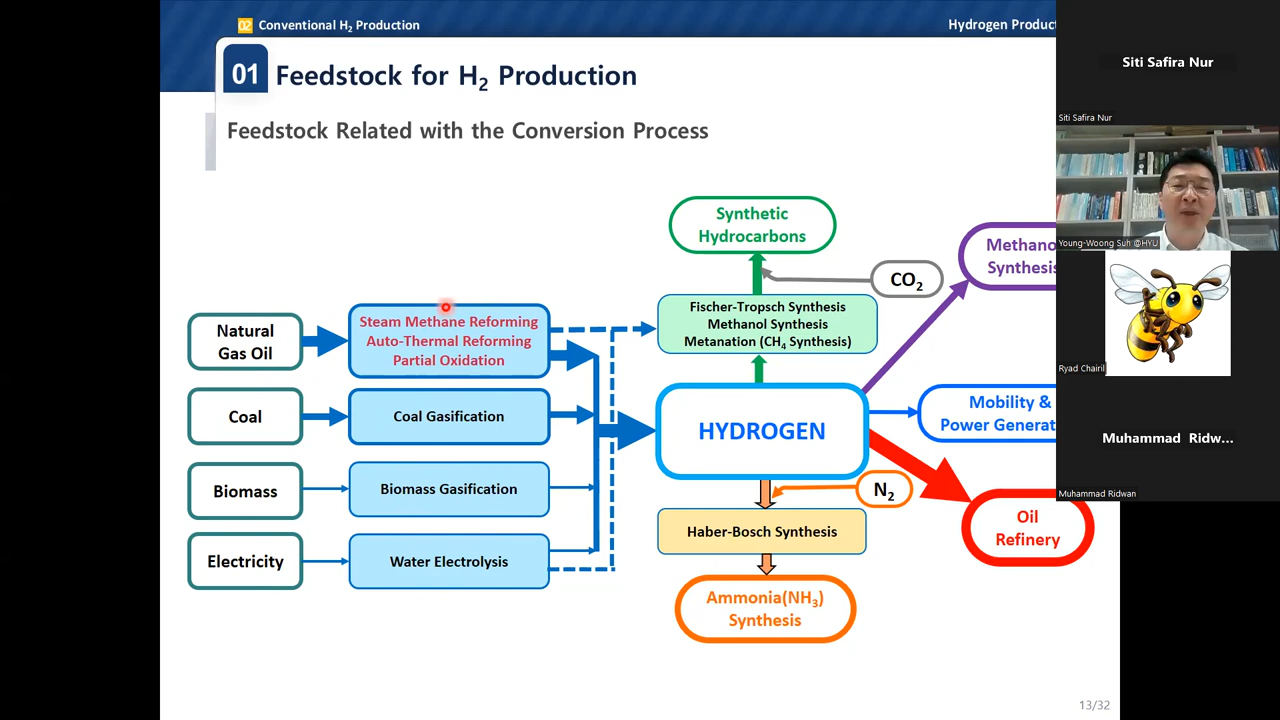 02 Conventional H₂ Production
Hydrogen Produc
01 Feedstock for H₂ Production
Feedstock Related with the Conversion Process
Siti Safira Nur
Siti Safira Nur
Young-Woong Suh @HYU
Ryad Chairil
Muhammad Ridw...
Muhammad Ridwan
Natural
Gas Oil
Steam Methane Reforming
Auto-Thermal Reforming
Partial Oxidation
Coal
Coal Gasification
Biomass
Biomass Gasification
Electricity
Water Electrolysis
Synthetic
Hydrocarbons
CO₂
Fischer-Tropsch Synthesis
Methanol Synthesis
Metanation (CH₄ Synthesis)
HYDROGEN
N₂
Haber-Bosch Synthesis
Ammonia(NH₃)
Synthesis
Methano
Synthesis
Mobility &
Power Generat
Oil
Refinery
13/32